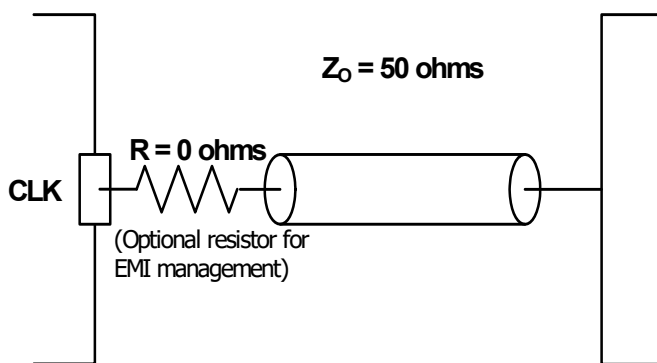 Z_O = 50 ohms
R = 0 ohms
CLK
(Optional resistor for
EMI management)